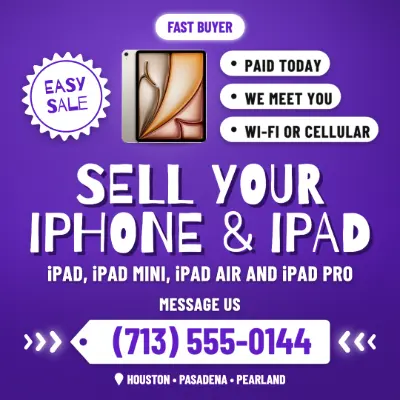 FAST BUYER
EASY
SALE
• PAID TODAY
• WE MEET YOU
• WI-FI OR CELLULAR
SELL YOUR
IPHONE & IPAD
iPAD, iPAD MINI, iPAD AIR AND iPAD PRO
MESSAGE US
(713) 555-0144
HOUSTON • PASADENA • PEARLAND